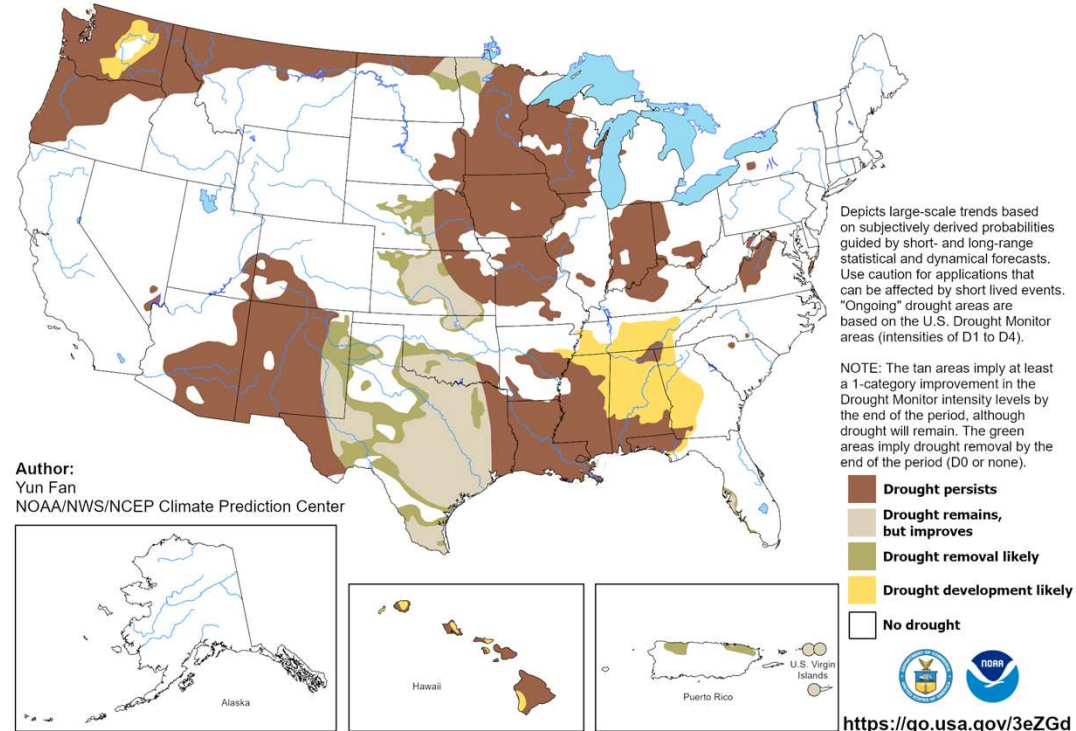 Depicts large-scale trends based
on subjectively derived probabilities
guided by short- and long-range
statistical and dynamical forecasts.
Use caution for applications that
can be affected by short lived events.
"Ongoing" drought areas are
based on the U.S. Drought Monitor
areas (intensities of D1 to D4).
NOTE: The tan areas imply at least
a 1-category improvement in the
Drought Monitor intensity levels by
the end of the period, although
drought will remain. The green
areas imply drought removal by the
end of the period (D0 or none).
Author:
Yun Fan
NOAA/NWS/NCEP Climate Prediction Center
Drought persists
Drought remains,
but improves
Drought removal likely
Drought development likely
No drought
Alaska
Hawaii
Puerto Rico
U.S. Virgin
Islands
NOAA
https://go.usa.gov/3eZGd